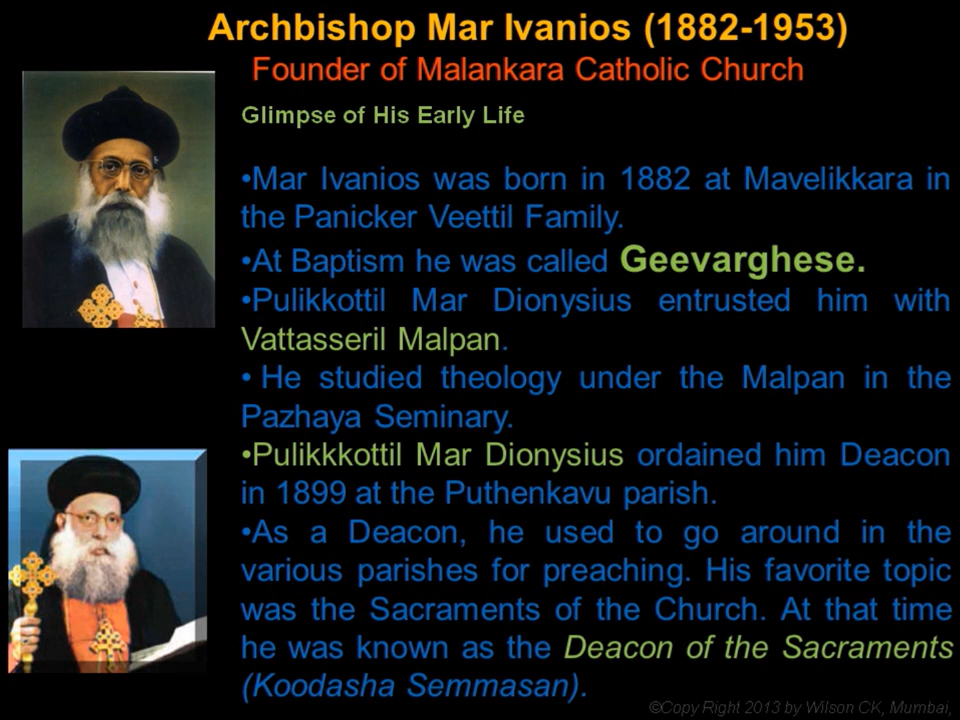 Archbishop Mar Ivanios (1882-1953)
Founder of Malankara Catholic Church
Glimpse of His Early Life
•Mar Ivanios was born in 1882 at Mavelikkara in
the Panicker Veettil Family.
•At Baptism he was called Geevarghese.
•Pulikkottil Mar Dionysius entrusted him with
Vattasseril Malpan.
• He studied theology under the Malpan in the
Pazhaya Seminary.
•Pulikkkottil Mar Dionysius ordained him Deacon
in 1899 at the Puthenkavu parish.
•As a Deacon, he used to go around in the
various parishes for preaching. His favorite topic
was the Sacraments of the Church. At that time
he was known as the Deacon of the Sacraments
(Koodasha Semmasan).
©Copy Right 2013 by Wilson CK, Mumbai,